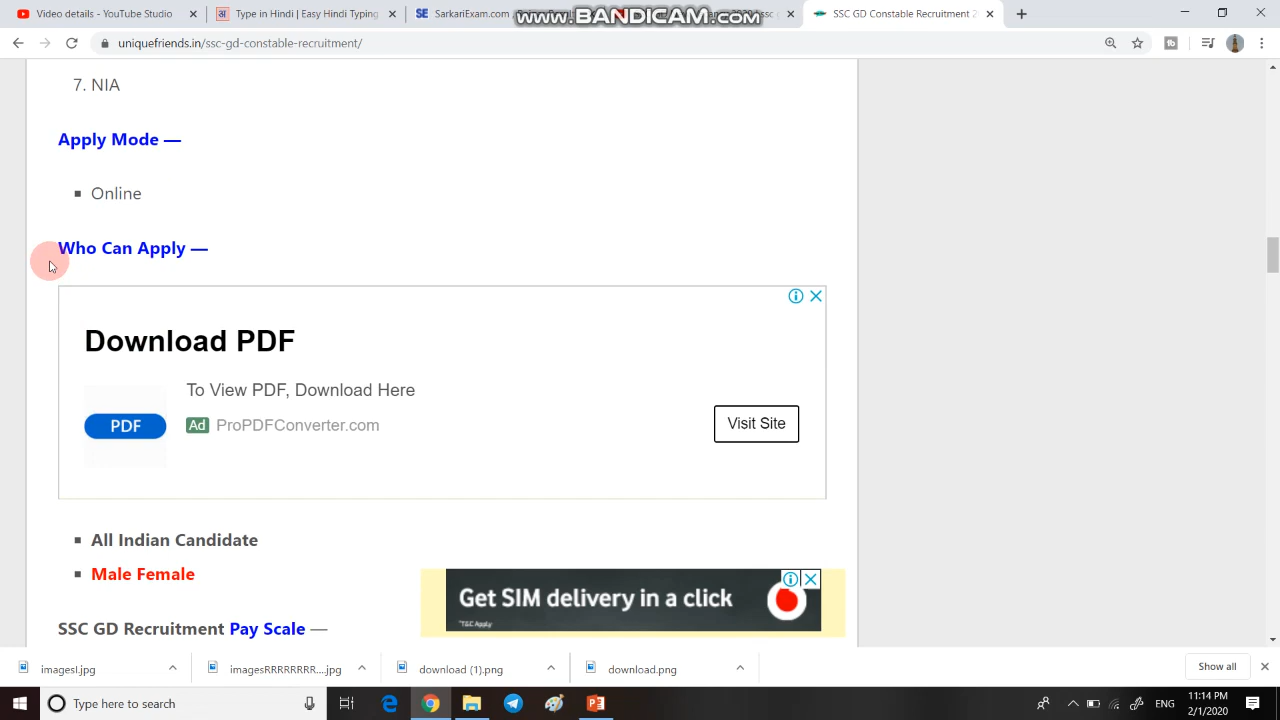 Video details - YouTube Studio
Type in Hindi | Easy Hindi Typing
www.BANDICAM.com
SSC GD Constable Recruitment 2
uniquefriends.in/ssc-gd-constable-recruitment/
7. NIA
Apply Mode —
Online
Who Can Apply —
Download PDF
To View PDF, Download Here
PDF
Ad ProPDFConverter.com
Visit Site
All Indian Candidate
Male Female
Get SIM delivery in a click
*T&C Apply
SSC GD Recruitment Pay Scale —
imagesI.jpg
imagesRRRRRRRR....jpg
download (1).png
download.png
Show all
Type here to search
ENG
11:14 PM
2/1/2020